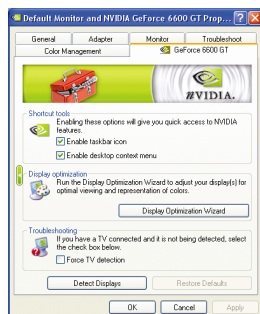 Default Monitor and NVIDIA GeForce 6600 GT Prop...
General
Adapter
Monitor
Troubleshoot
Color Management
GeForce 6600 GT
NVIDIA.
Shortcut tools
Enabling these options will give you quick access to NVIDIA
features.
Enable taskbar icon
Enable desktop context menu
Display optimization
Run the Display Optimization Wizard to adjust your display(s) for
optimal viewing and representation of colors.
Display Optimization Wizard
Troubleshooting
If you have a TV connected and it is not being detected, select
the check box below.
Force TV detection
Detect Displays
Restore Defaults
OK
Cancel
Apply